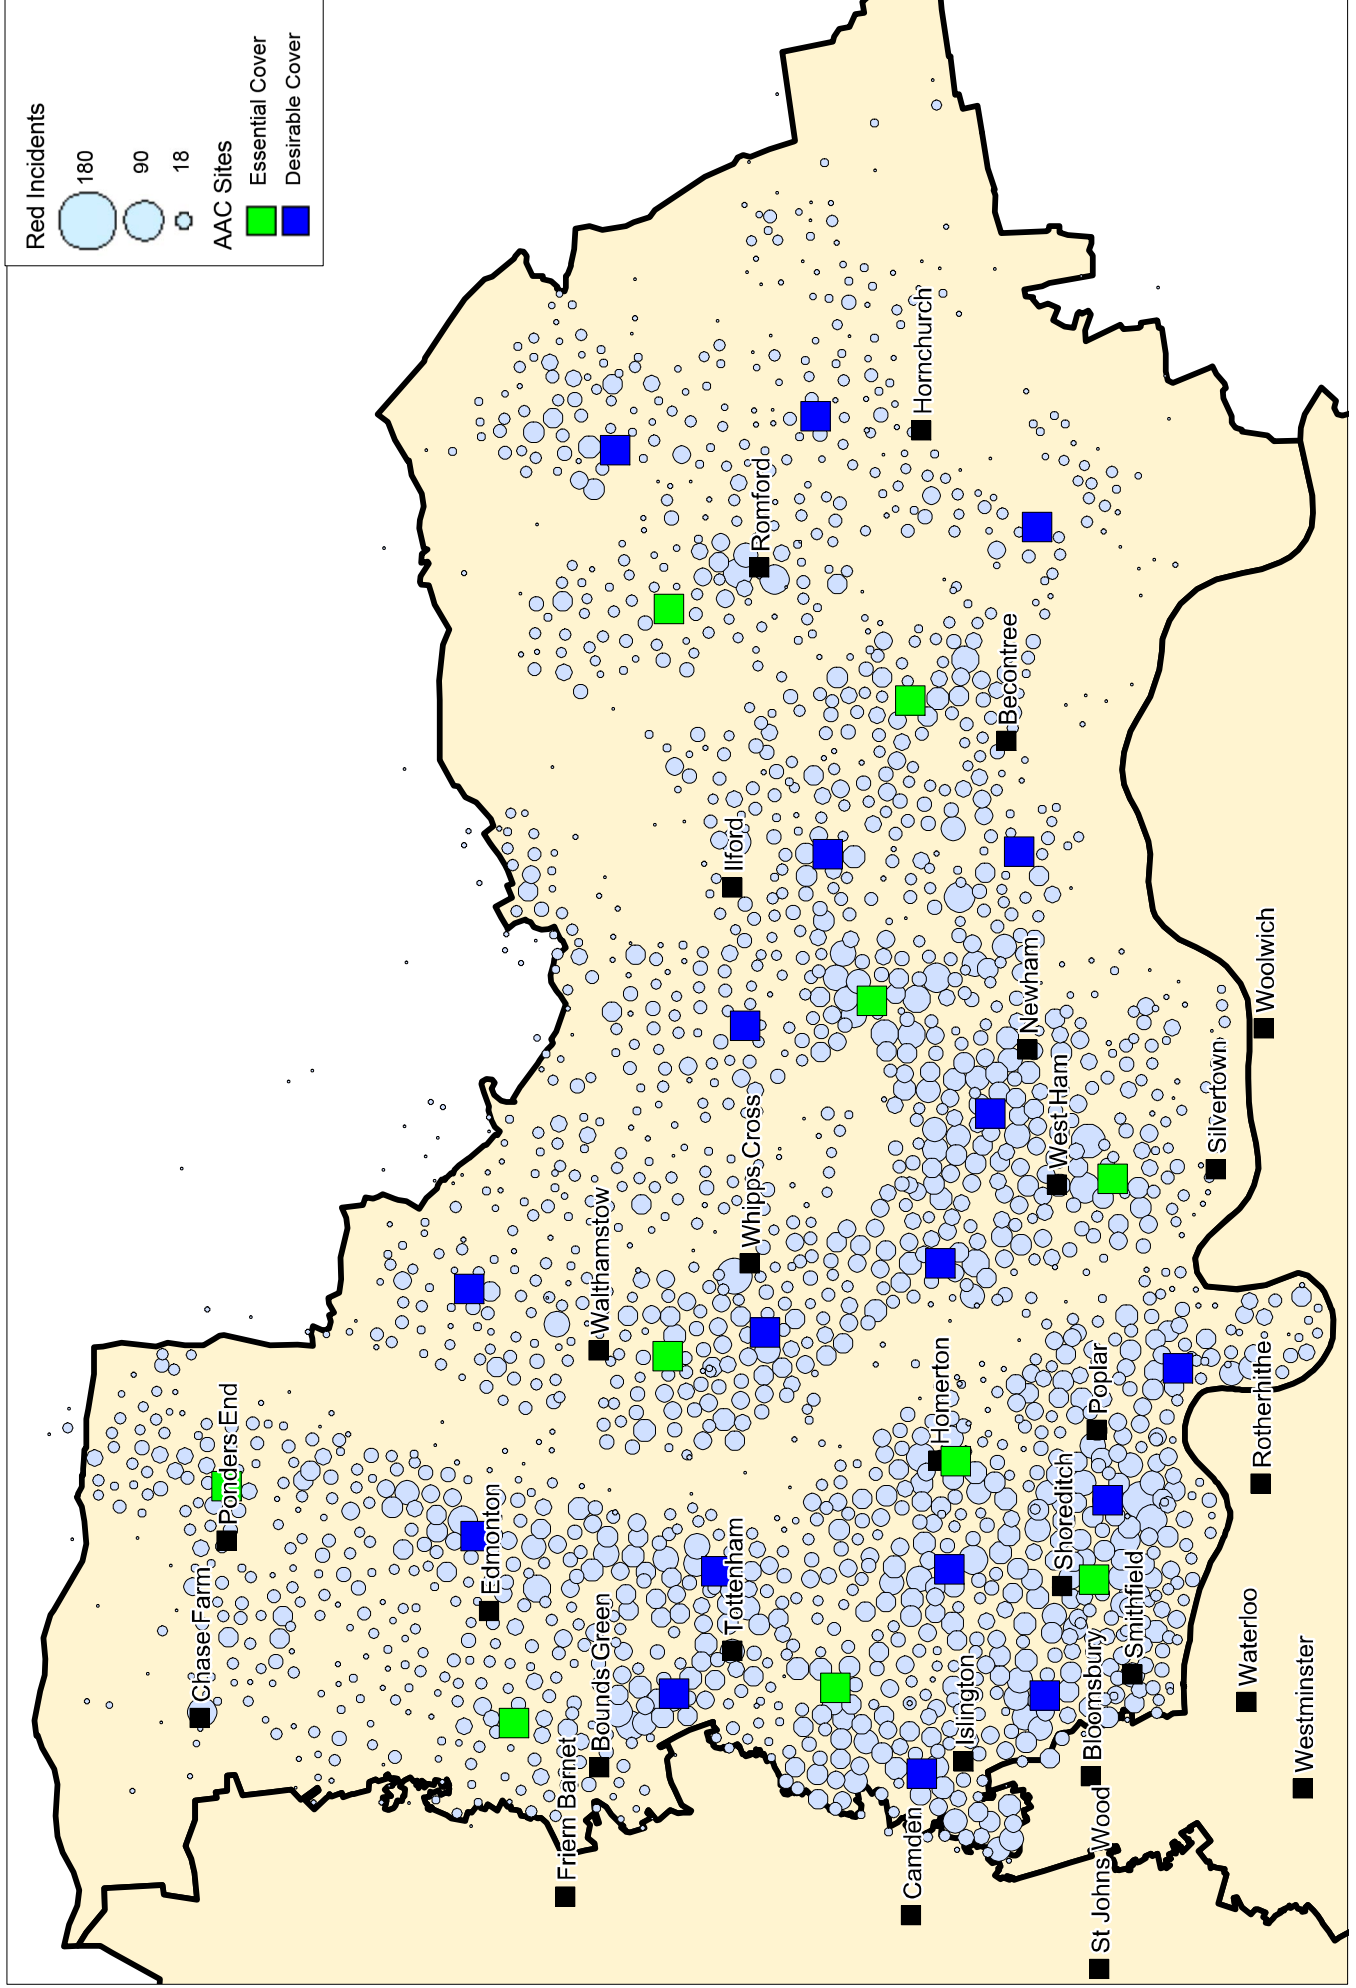 Red Incidents
180
90
18
AAC Sites
Essential Cover
Desirable Cover
Chase Farm
Ponders End
Edmonton
Friern Barnet
Bounds Green
Walthamstow
Tottenham
Whipps Cross
Ilford
Romford
Hornchurch
Camden
Islington
Homerton
Becontree
Newham
West Ham
Shoreditch
St Johns Wood
Bloomsbury
Poplar
Smithfield
Silvertown
Waterloo
Rotherhithe
Woolwich
Westminster